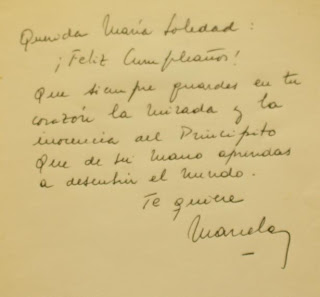 Querida María Soledad:
¡Feliz Cumpleaños!
Que siempre guardes en tu
corazón la mirada y la
inocencia del Principito
Que de su mano aprendas
a descubrir el mundo.
Te quiere
Mariela